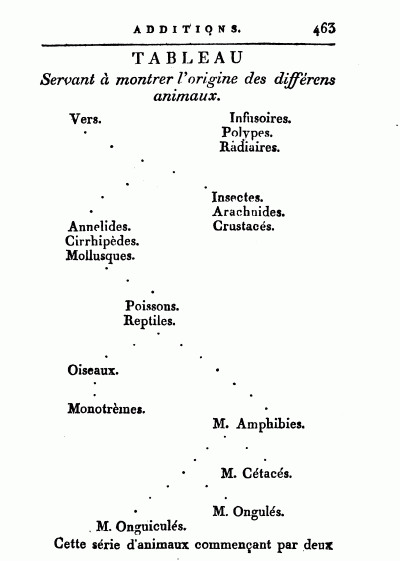 ADDITIONS. 463
TABLEAU
Servant à montrer l'origine des différens
animaux.
Vers. Infusoires.
Polypes.
Radiaires.
Insectes.
Arachnides.
Annelides. Crustacés.
Cirrhipèdes.
Mollusques.
Poissons.
Reptiles.
Oiseaux.
Monotrèmes.
M. Amphibies.
M. Cétacés.
M. Ongulés.
M. Onguiculés.
Cette série d'animaux commençant par deux